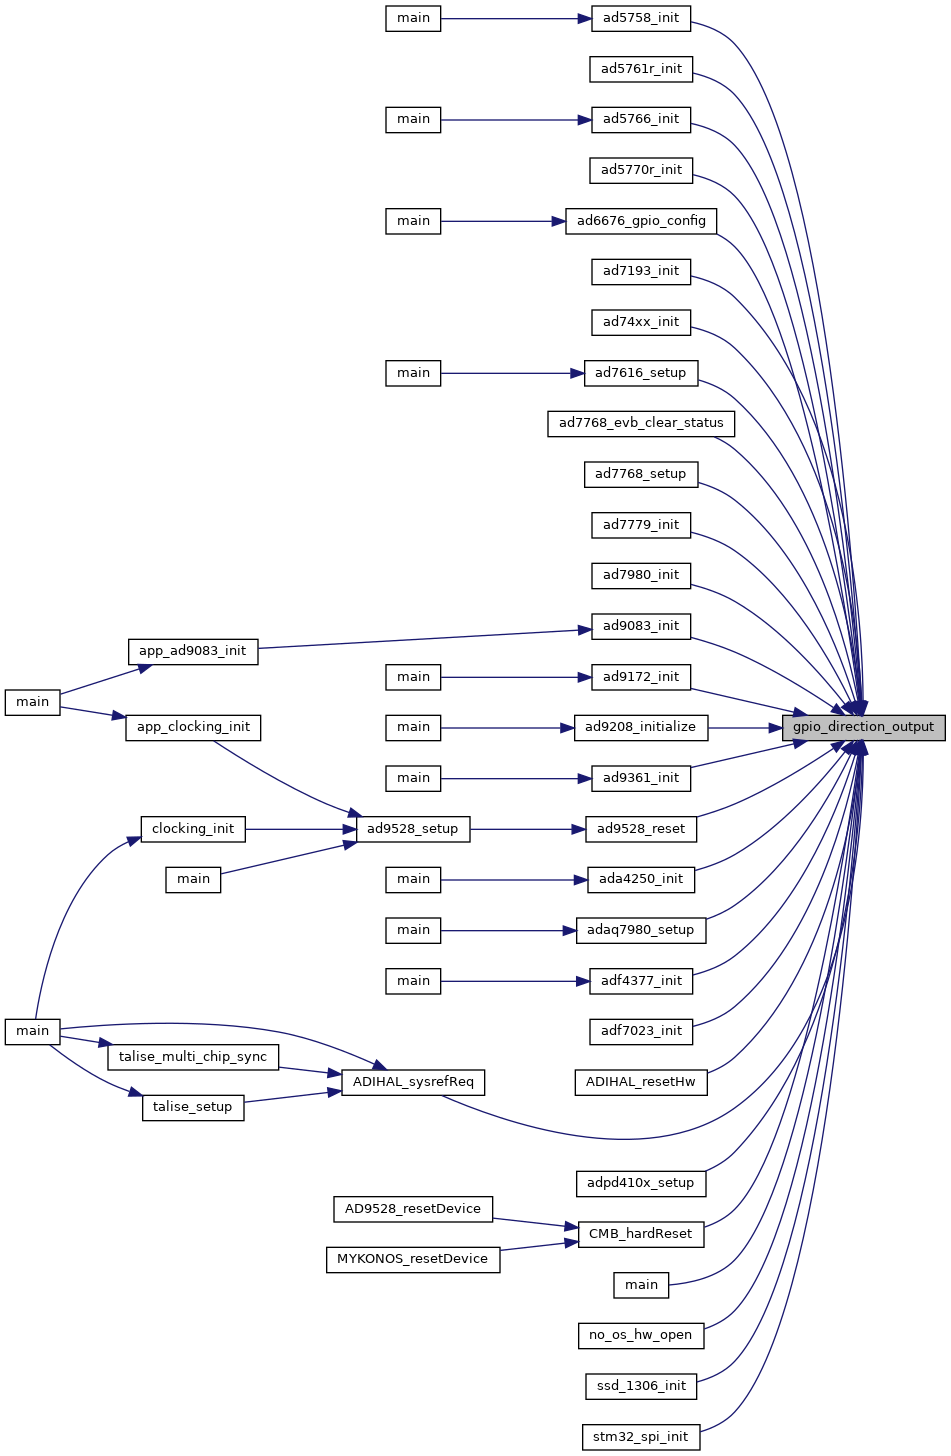 main
ad5758_init
ad5761r_init
main
ad5766_init
ad5770r_init
main
ad6676_gpio_config
ad7193_init
ad74xx_init
main
ad7616_setup
ad7768_evb_clear_status
ad7768_setup
ad7779_init
ad7980_init
ad9083_init
app_ad9083_init
main
ad9172_init
main
app_clocking_init
main
ad9208_initialize
gpio_direction_output
main
ad9361_init
clocking_init
ad9528_setup
ad9528_reset
main
main
ada4250_init
main
adaq7980_setup
main
adf4377_init
main
adf7023_init
talise_multi_chip_sync
ADIHAL_sysrefReq
ADIHAL_resetHw
talise_setup
adpd410x_setup
AD9528_resetDevice
CMB_hardReset
MYKONOS_resetDevice
main
no_os_hw_open
ssd_1306_init
stm32_spi_init